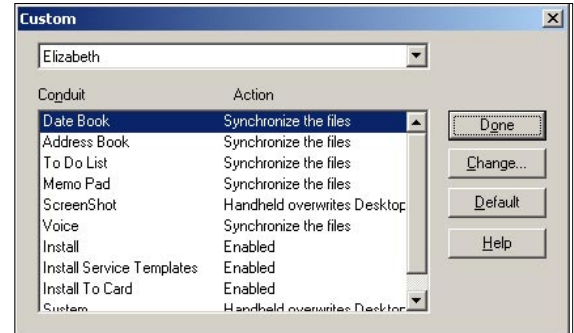 Custom
Elizabeth
Conduit Action
Date Book Synchronize the files
Address Book Synchronize the files
To Do List Synchronize the files
Memo Pad Synchronize the files
ScreenShot Handheld overwrites Desktop
Voice Synchronize the files
Install Enabled
Install Service Templates Enabled
Install To Card Enabled
System Handheld overwrites Desktop
Done
Change...
Default
Help